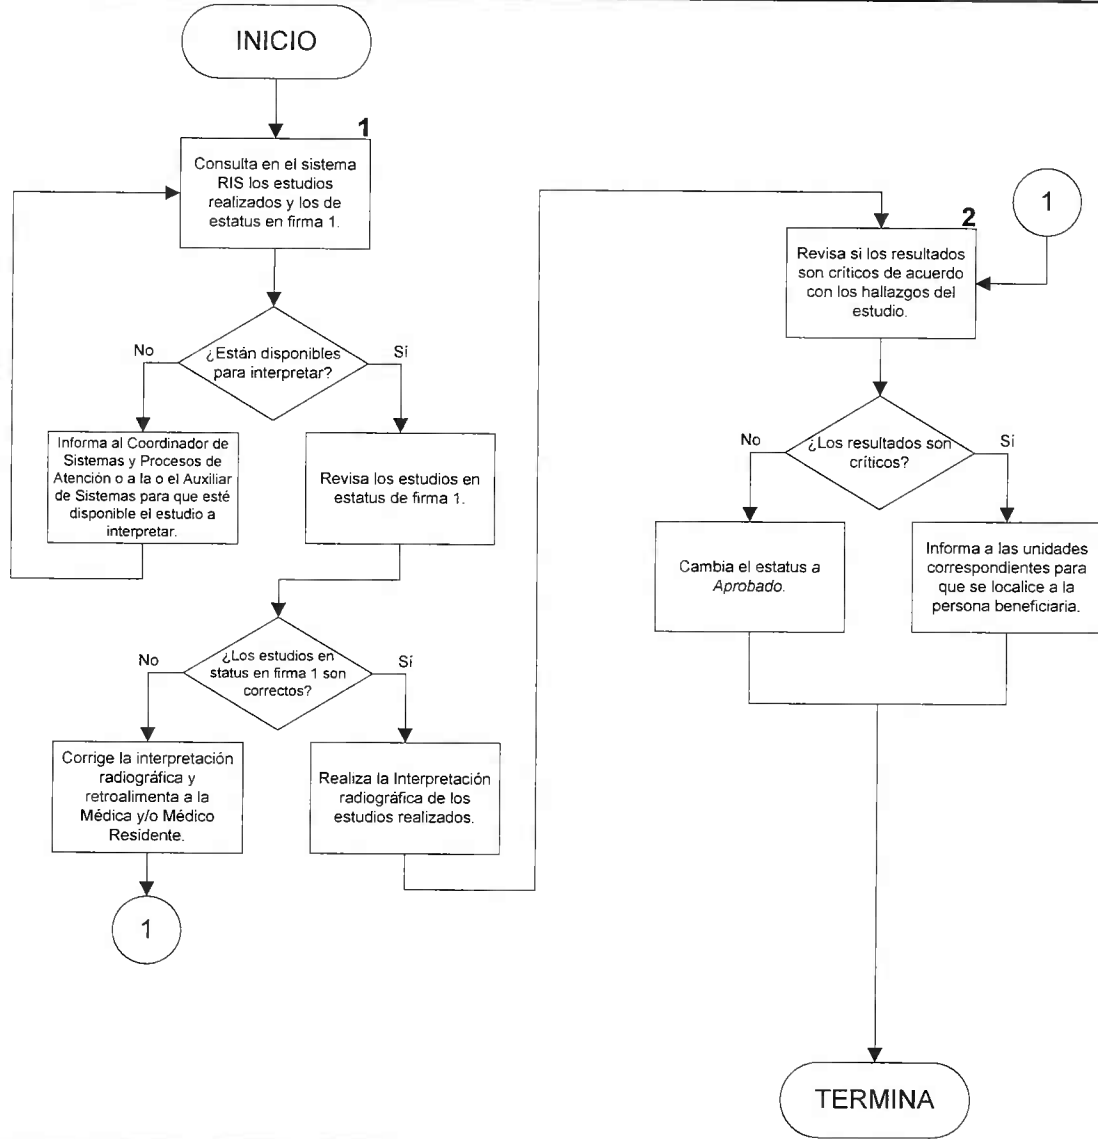 INICIO
1
Consulta en el sistema
RIS los estudios
realizados y los de
estatus en firma 1.
¿Están disponibles
para interpretar?
No
Sí
Informa al Coordinador de
Sistemas y Procesos de
Atención o a la o el Auxiliar
de Sistemas para que esté
disponible el estudio a
interpretar.
Revisa los estudios en
estatus de firma 1.
¿Los estudios en
status en firma 1 son
correctos?
No
Sí
Corrige la interpretación
radiográfica y
retroalimenta a la
Médica y/o Médico
Residente.
Realiza la Interpretación
radiográfica de los
estudios realizados.
1
1
2
Revisa si los resultados
son críticos de acuerdo
con los hallazgos del
estudio.
¿Los resultados son
críticos?
No
Sí
Cambia el estatus a
Aprobado.
Informa a las unidades
correspondientes para
que se localice a la
persona beneficiaria.
TERMINA